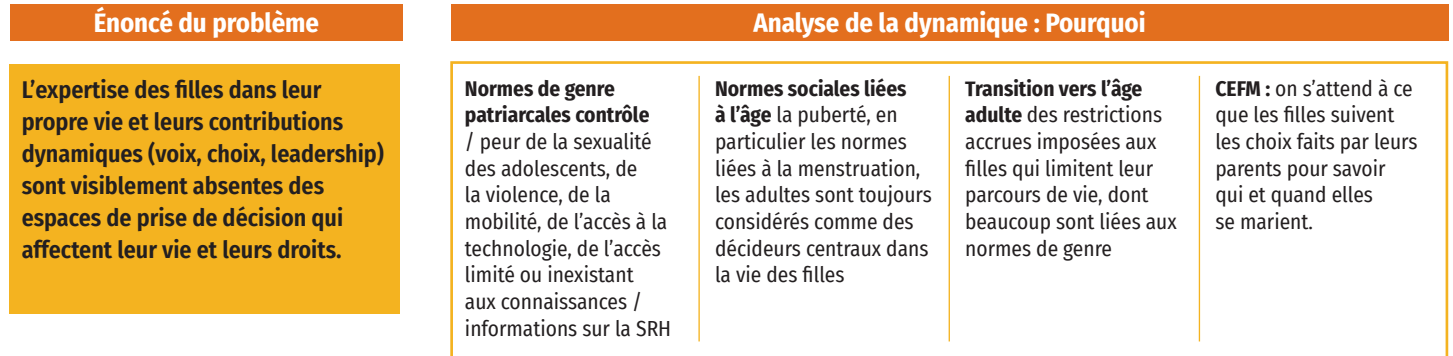 Énoncé du problème
L’expertise des filles dans leur
propre vie et leurs contributions
dynamiques (voix, choix, leadership)
sont visiblement absentes des
espaces de prise de décision qui
affectent leur vie et leurs droits.
Analyse de la dynamique : Pourquoi
Normes de genre
patriarcales contrôle
/ peur de la sexualité
des adolescents, de
la violence, de la
mobilité, de l’accès à la
technologie, de l’accès
limité ou inexistant
aux connaissances /
informations sur la SRH
Normes sociales liées
à l’âge la puberté, en
particulier les normes
liées à la menstruation,
les adultes sont toujours
considérés comme des
décideurs centraux dans
la vie des filles
Transition vers l’âge
adulte des restrictions
accrues imposées aux
filles qui limitent leur
parcours de vie, dont
beaucoup sont liées aux
normes de genre
CEFM : on s’attend à ce
que les filles suivent
les choix faits par leurs
parents pour savoir
qui et quand elles
se marient.